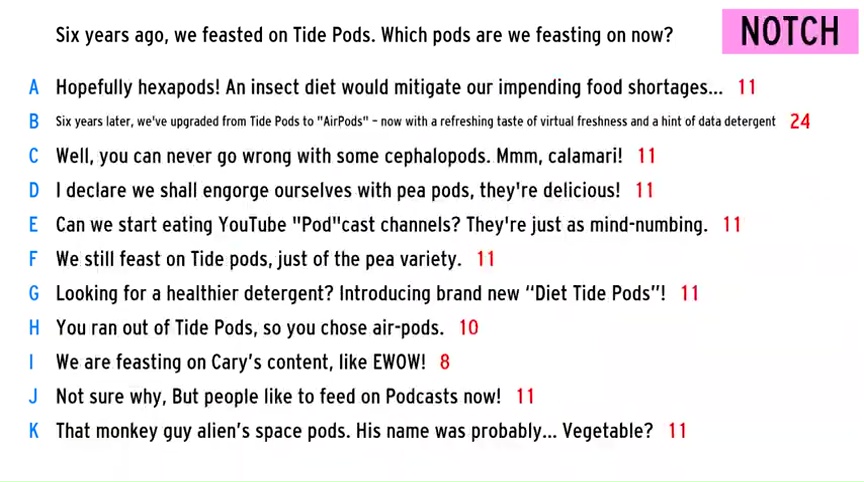 Six years ago, we feasted on Tide Pods. Which pods are we feasting on now?
NOTCH
A Hopefully hexapods! An insect diet would mitigate our impending food shortages... 11
B Six years later, we've upgraded from Tide Pods to "AirPods" – now with a refreshing taste of virtual freshness and a hint of data detergent 24
C Well, you can never go wrong with some cephalopods. Mmm, calamari! 11
D I declare we shall engorge ourselves with pea pods, they're delicious! 11
E Can we start eating YouTube "Pod"cast channels? They're just as mind-numbing. 11
F We still feast on Tide pods, just of the pea variety. 11
G Looking for a healthier detergent? Introducing brand new “Diet Tide Pods”! 11
H You ran out of Tide Pods, so you chose air-pods. 10
I We are feasting on Cary’s content, like EWOW! 8
J Not sure why, But people like to feed on Podcasts now! 11
K That monkey guy alien’s space pods. His name was probably... Vegetable? 11